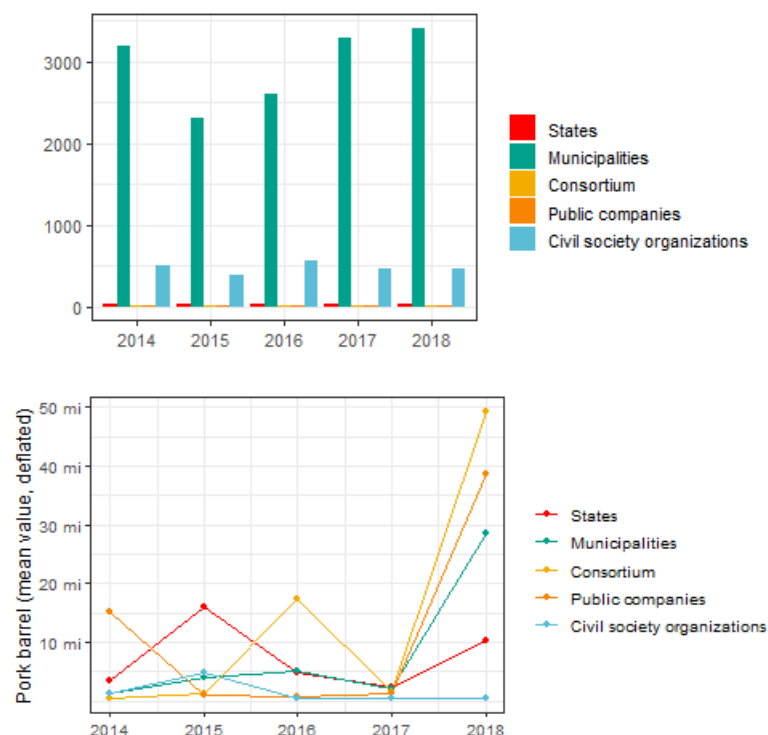 3000
2000
1000
0
2014 2015 2016 2017 2018
States
Municipalities
Consortium
Public companies
Civil society organizations
Pork barrel (mean value, deflated)
50 mi
40 mi
30 mi
20 mi
10 mi
2014 2015 2016 2017 2018
States
Municipalities
Consortium
Public companies
Civil society organizations